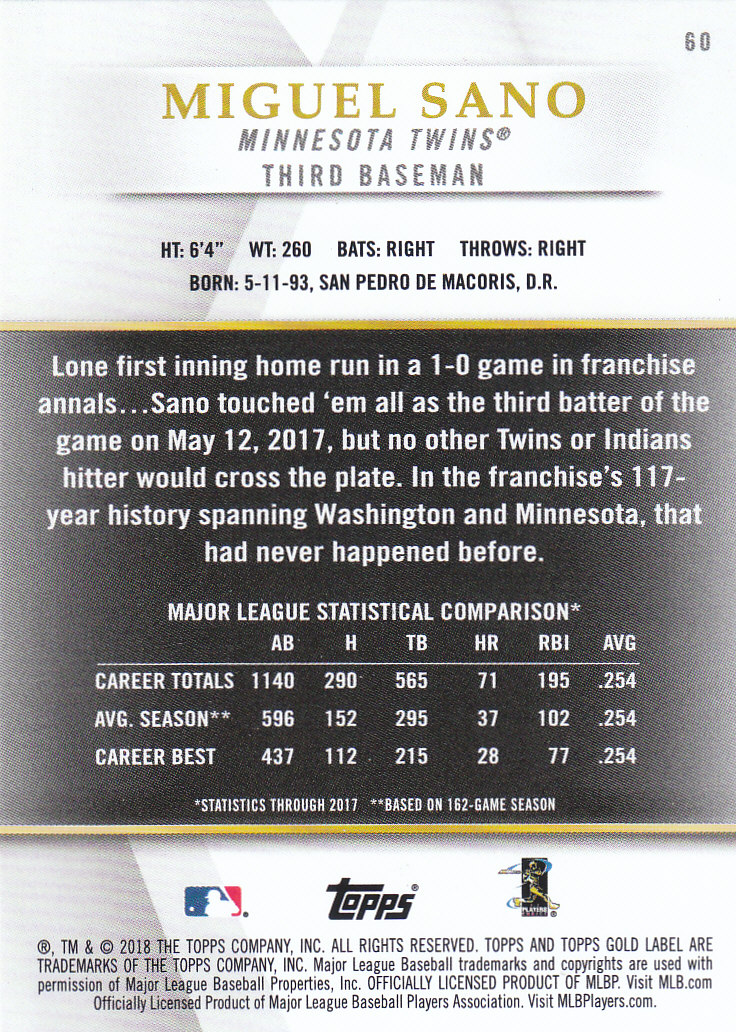 60
MIGUEL SANO
MINNESOTA TWINS®
THIRD BASEMAN
HT: 6'4" WT: 260 BATS: RIGHT THROWS: RIGHT
BORN: 5-11-93, SAN PEDRO DE MACORIS, D.R.
Lone first inning home run in a 1-0 game in franchise
annals...Sano touched ‘em all as the third batter of the
game on May 12, 2017, but no other Twins or Indians
hitter would cross the plate. In the franchise's 117-
year history spanning Washington and Minnesota, that
had never happened before.
MAJOR LEAGUE STATISTICAL COMPARISON*
AB H TB HR RBI AVG
CAREER TOTALS 1140 290 565 71 195 .254
AVG. SEASON** 596 152 295 37 102 .254
CAREER BEST 437 112 215 28 77 .254
*STATISTICS THROUGH 2017 **BASED ON 162-GAME SEASON
TOPPS®
PLAYERS
CHOICE ®
®, TM & © 2018 THE TOPPS COMPANY, INC. ALL RIGHTS RESERVED. TOPPS AND TOPPS GOLD LABEL ARE
TRADEMARKS OF THE TOPPS COMPANY, INC. Major League Baseball trademarks and copyrights are used with
permission of Major League Baseball Properties, Inc. OFFICIALLY LICENSED PRODUCT OF MLBP. Visit MLB.com
Officially Licensed Product of Major League Baseball Players Association. Visit MLBPlayers.com.